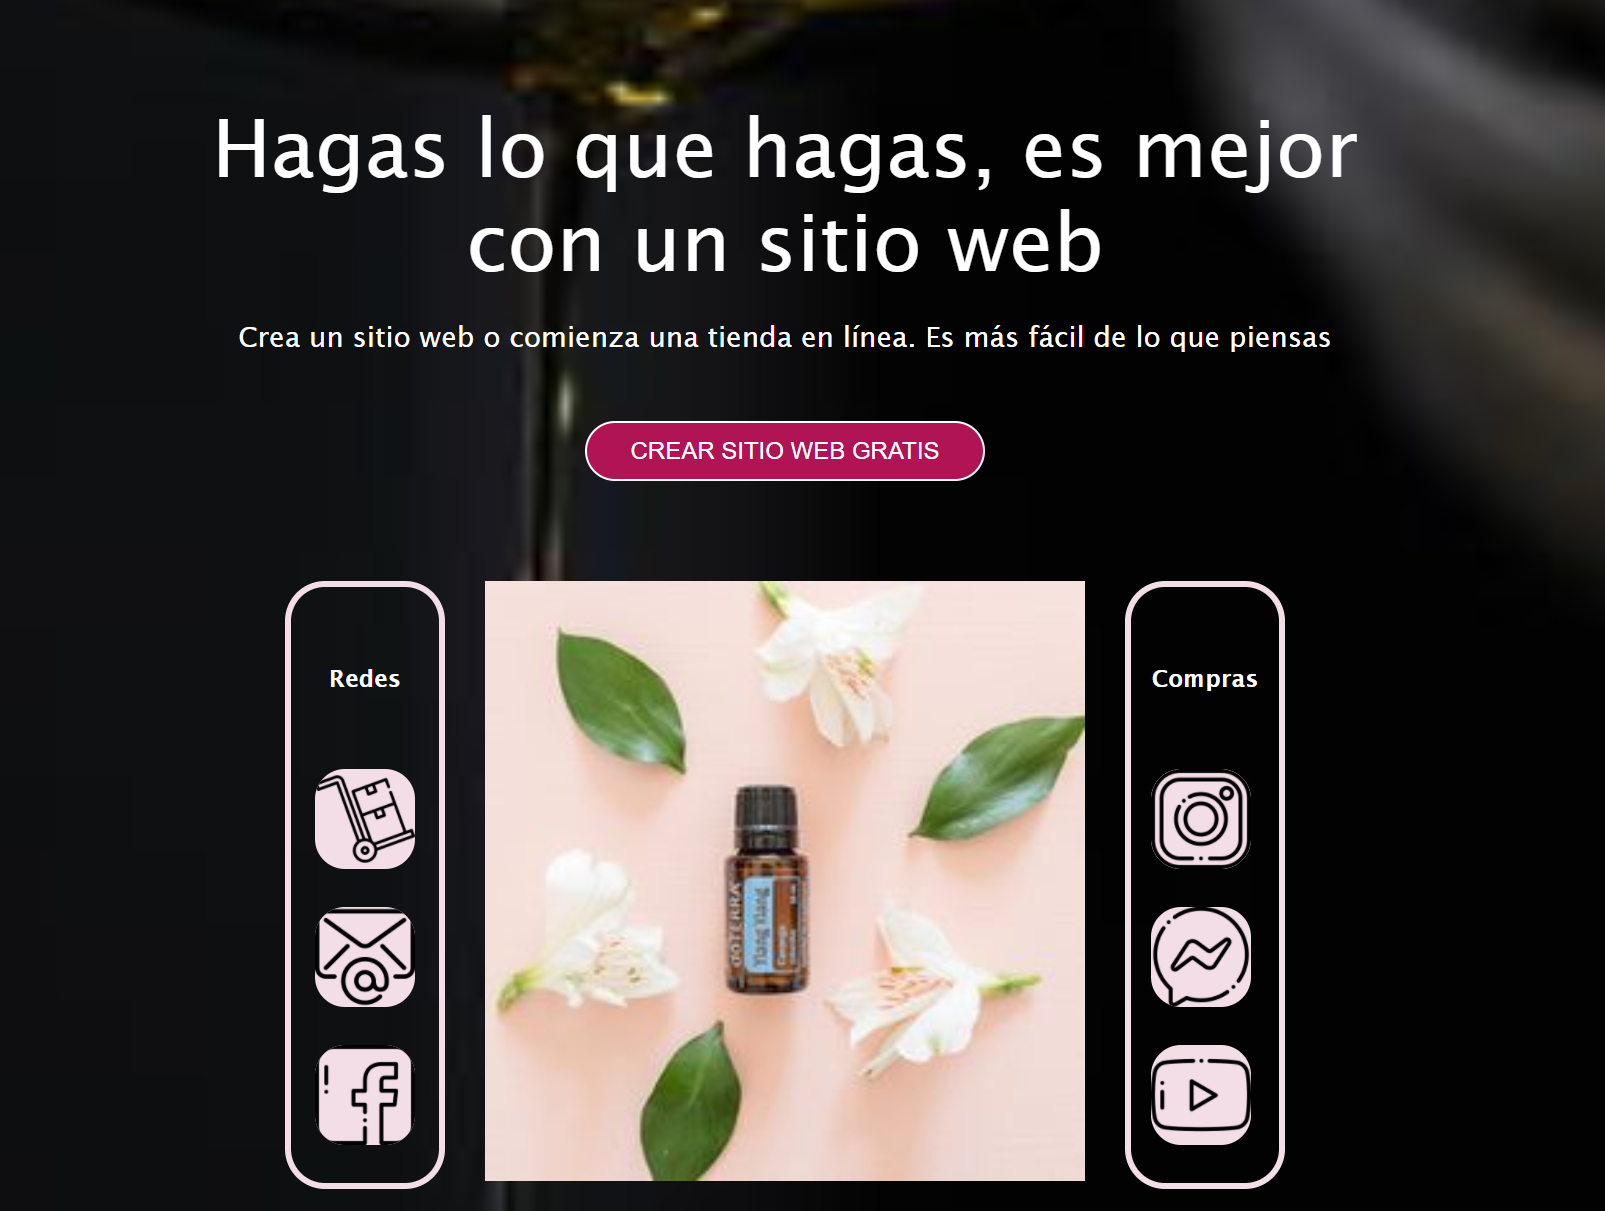 Hagas lo que hagas, es mejor
con un sitio web
Crea un sitio web o comienza una tienda en línea. Es más fácil de lo que piensas
CREAR SITIO WEB GRATIS
Redes
Compras
doTERRA
Ylang Ylang